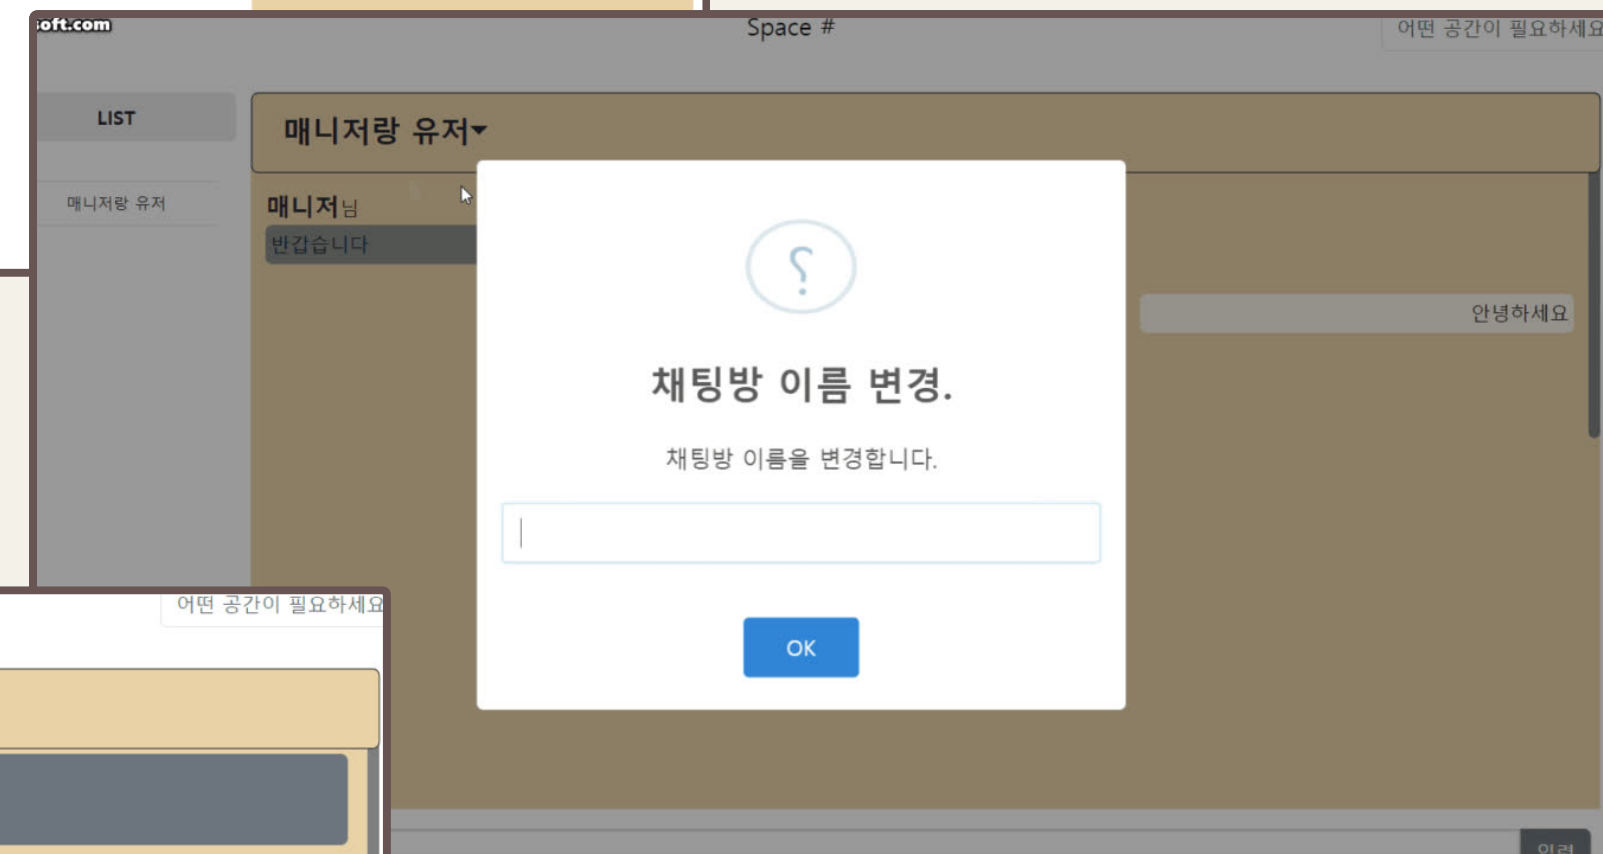 soft.com
Space #
어떤 공간이 필요하세요
LIST
매니저랑 유저
매니저랑 유저
매니저님
반갑습니다
안녕하세요
?
채팅방 이름 변경.
채팅방 이름을 변경합니다.
OK
어떤 공간이 필요하세요
입력